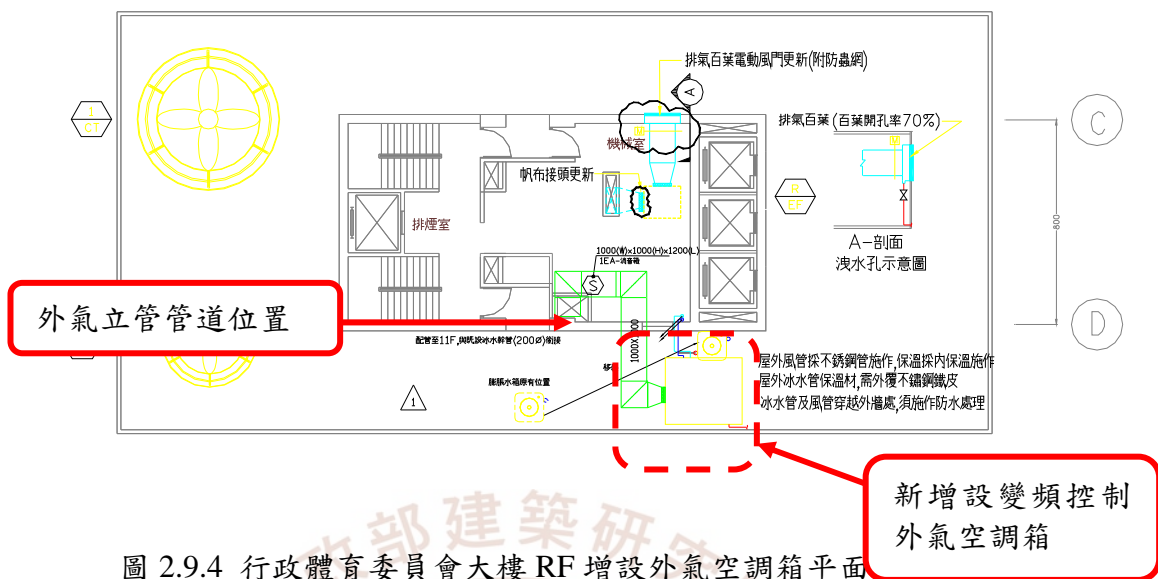 排氣百葉電動風門更新(附防蟲網)
A
1
CT
機械室
排氣百葉(百葉開孔率70%)
C
帆布接頭更新
R
EF
排煙室
800
A-剖面
洩水孔示意圖
1000(W)x1000(H)x1200(L)
1EA-消音箱
S
外氣立管管道位置
D
配管至11F,與既設冰水幹管(200Ø)銜接
屋外風管採不銹鋼管施作,保溫採內保溫施作
膨脹水箱原有位置
屋外冰水管保溫材,需外覆不鏽鋼鐵皮
1
冰水管及風管穿越外牆處,須施作防水處理
新增設變頻控制
外氣空調箱
部建築研究
圖 2.9.4 行政體育委員會大樓 RF 增設外氣空調箱平面